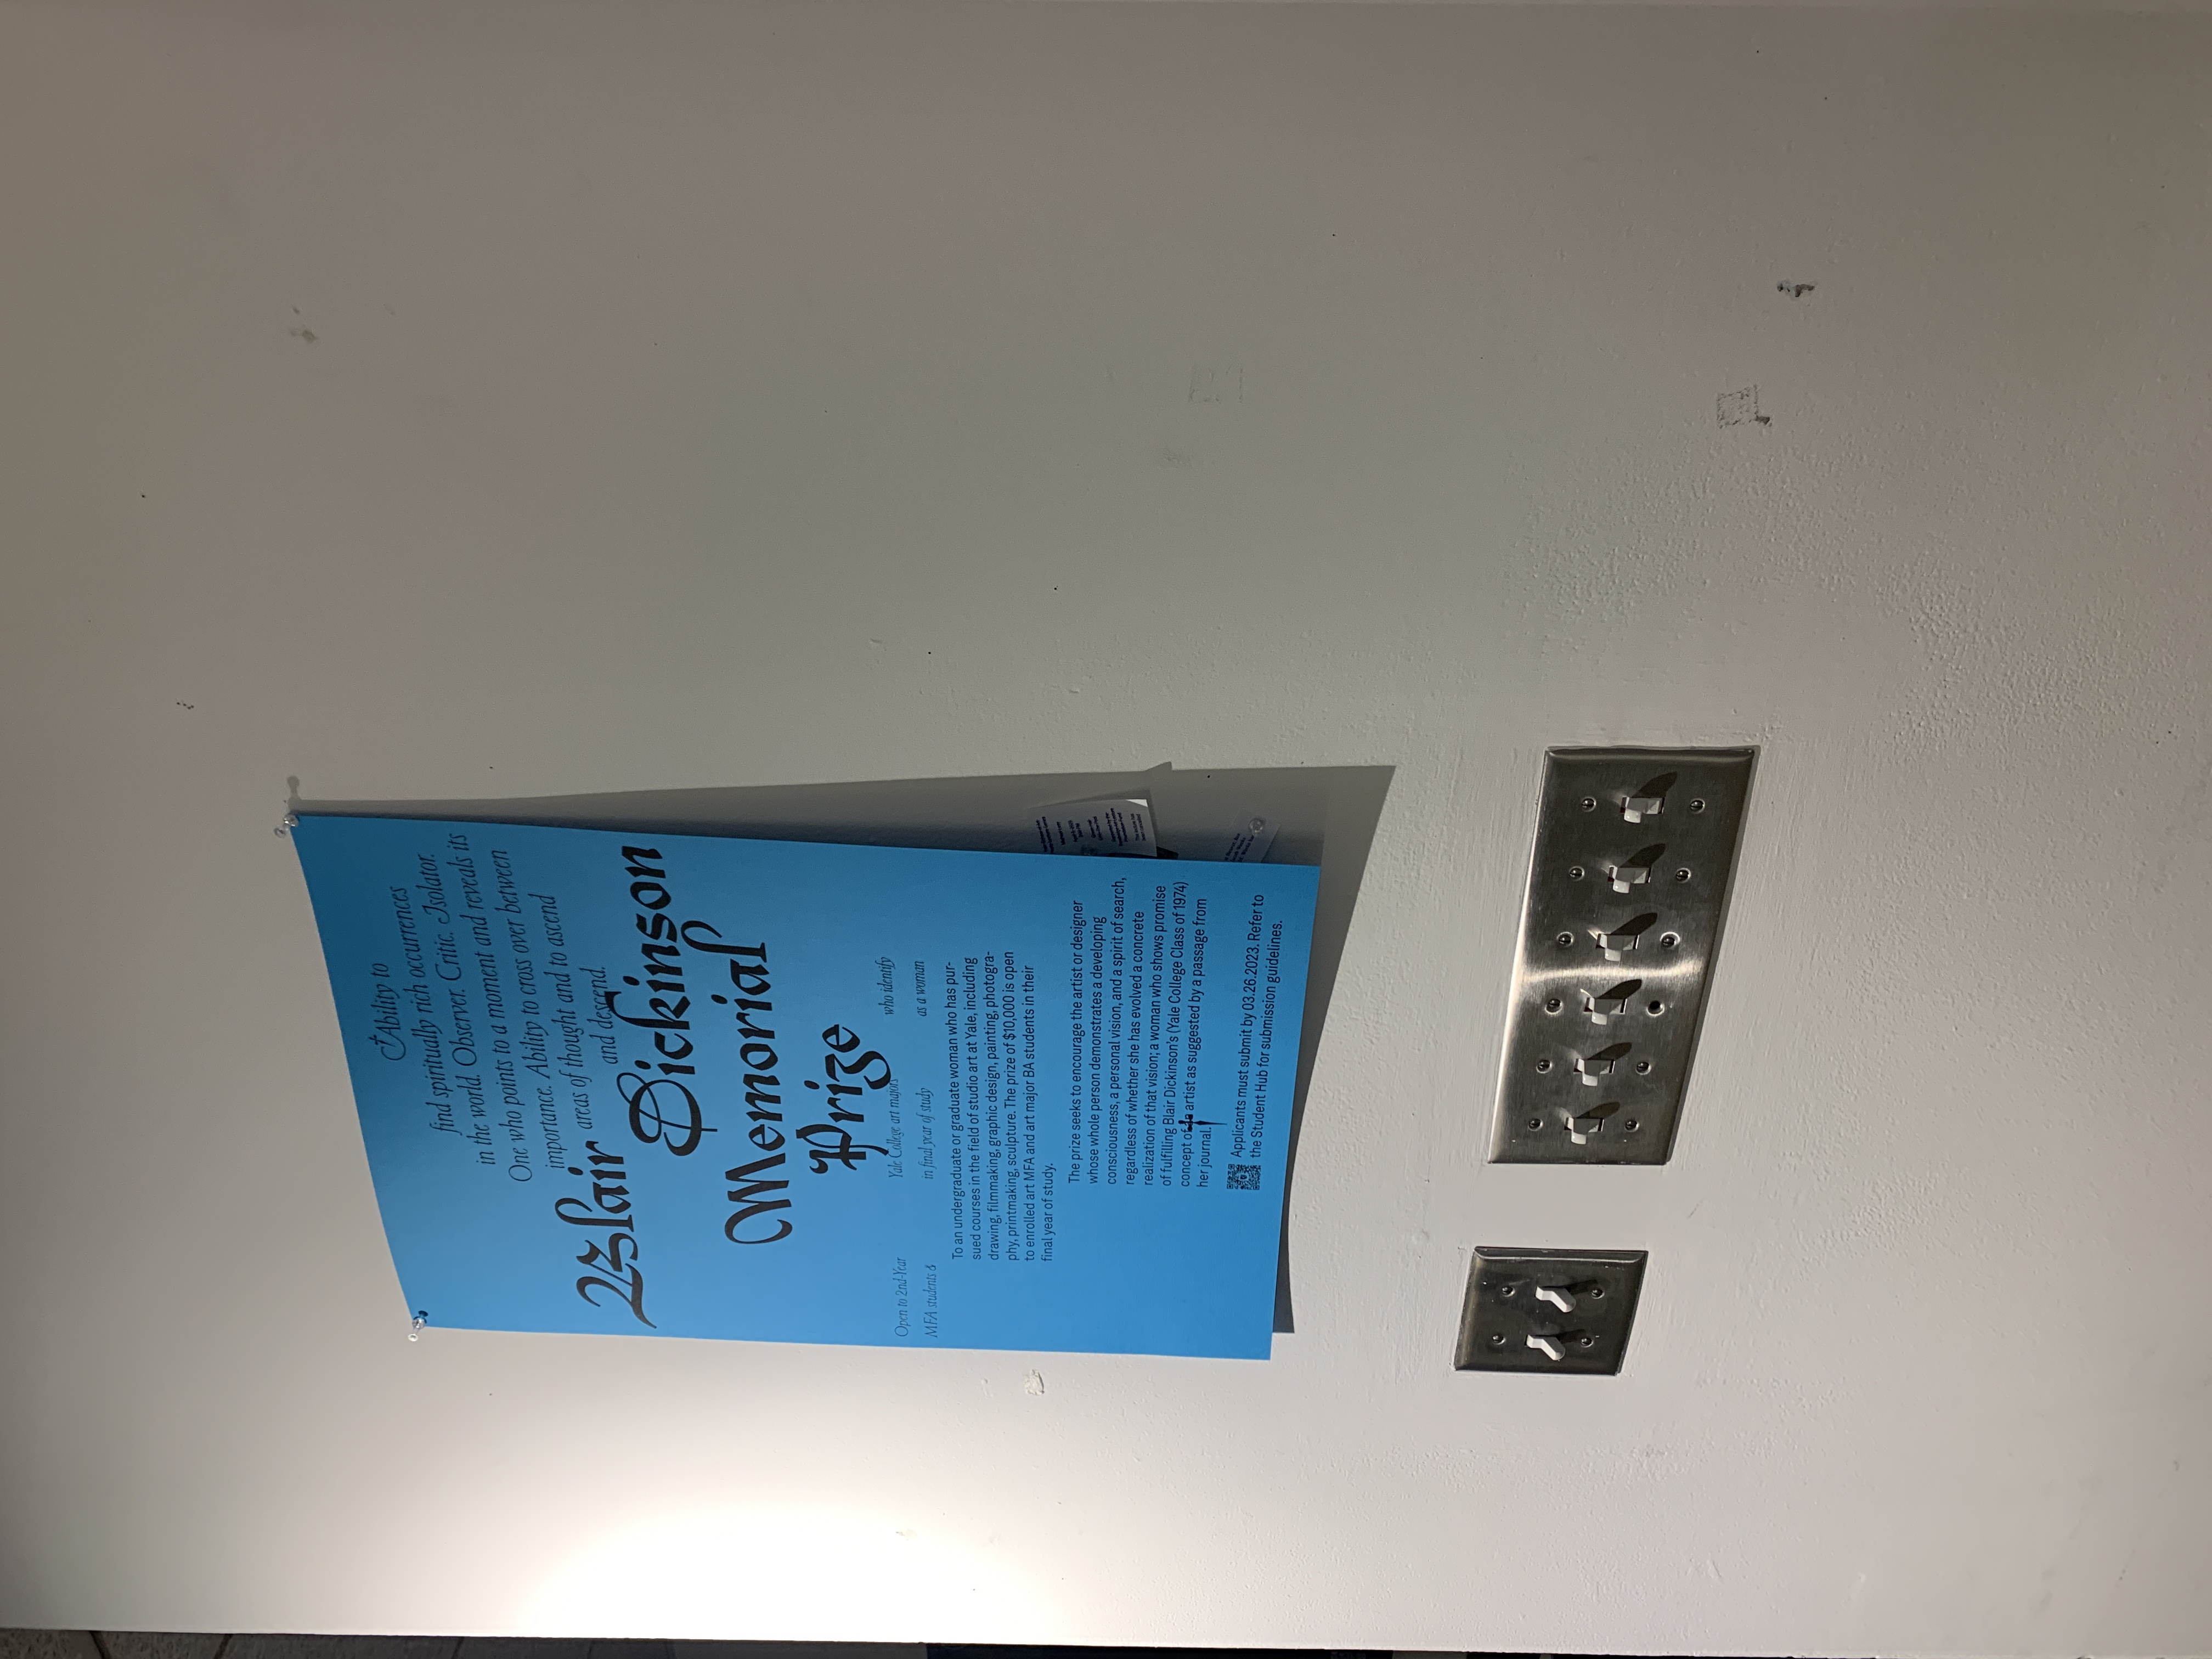 †Ability to
find spiritually rich occurrences
in the world. Observer. Critic. Isolator.
One who points to a moment and reveals its
importance. Ability to cross over between
areas of thought and to ascend
and descend.
Blair
Dickinson
Memorial
Prize
Open to 2nd-Year
MFA students &
Yale College art majors
in final year of study
who identify
as a woman
To an undergraduate or graduate woman who has pur-
sued courses in the field of studio art at Yale, including
drawing, filmmaking, graphic design, painting, photogra-
phy, printmaking, sculpture. The prize of $10,000 is open
to enrolled art MFA and art major BA students in their
final year of study.
The prize seeks to encourage the artist or designer
whose whole person demonstrates a developing
consciousness, a personal vision, and a spirit of search,
regardless of whether she has evolved a concrete
realization of that vision; a woman who shows promise
of fulfilling Blair Dickinson's (Yale College Class of 1974)
concept of an artist as suggested by a passage from
her journal.†
Applicants must submit by 03.26.2023. Refer to
the Student Hub for submission guidelines.